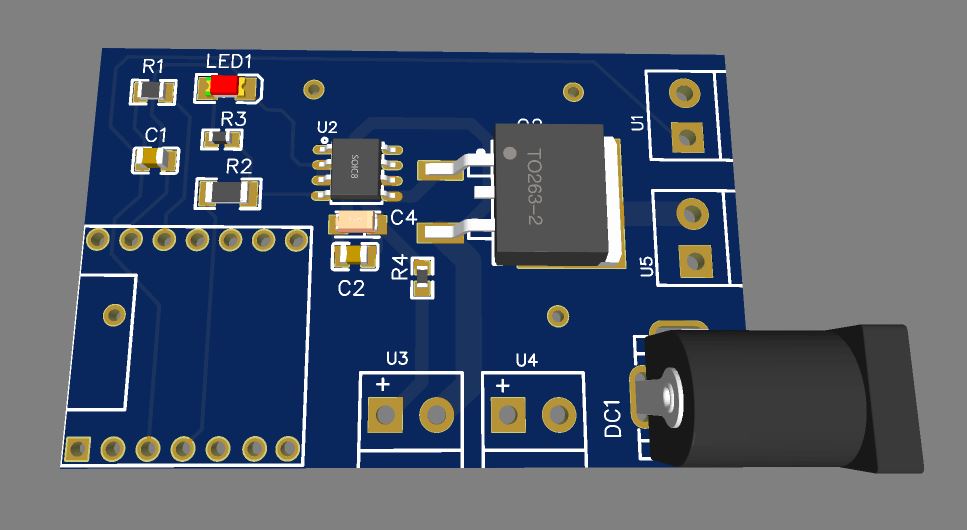 LED1
R1
R3
U2
C1
R2
SOIC8
TO263-2
U1
C4
U5
R4
C2
U3
U4
+
+
DC1